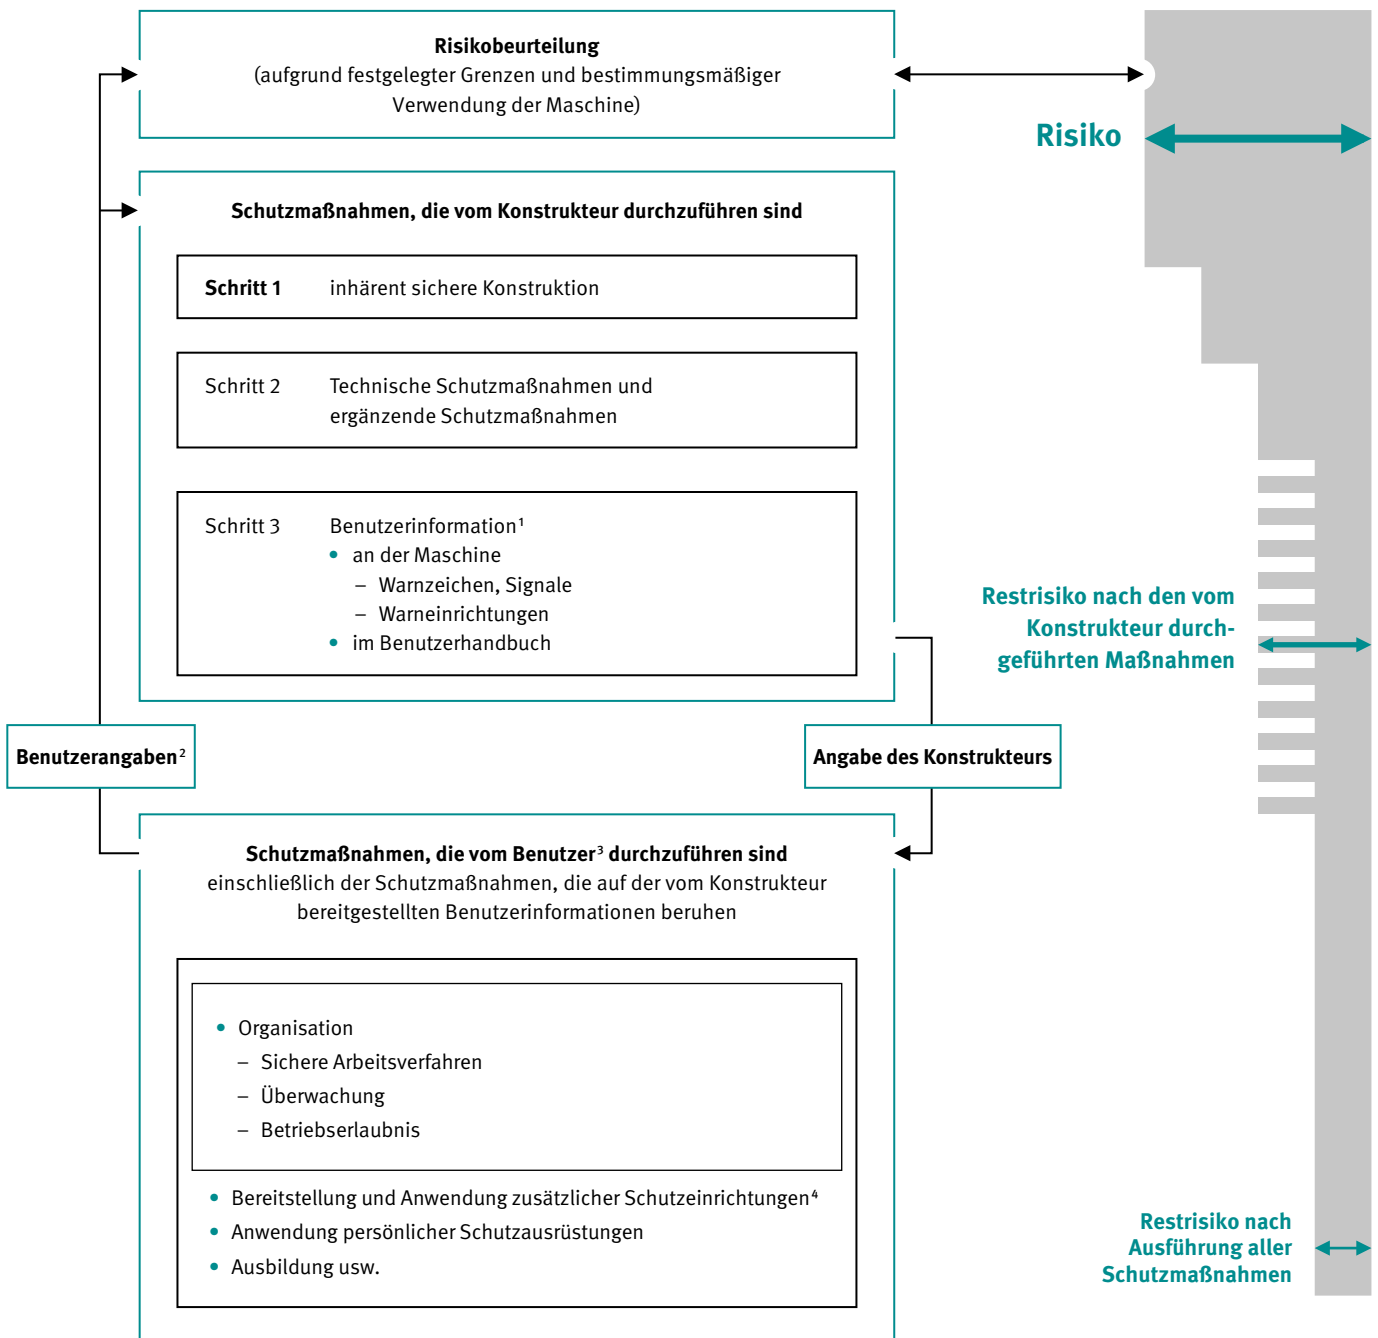 Risikobeurteilung
(aufgrund festgelegter Grenzen und bestimmungsmäßiger
Verwendung der Maschine)
Risiko
Schutzmaßnahmen, die vom Konstrukteur durchzuführen sind
Schritt 1 inhärent sichere Konstruktion
Schritt 2 Technische Schutzmaßnahmen und
ergänzende Schutzmaßnahmen
Schritt 3 Benutzerinformation¹
• an der Maschine
– Warnzeichen, Signale
– Warneinrichtungen
• im Benutzerhandbuch
Restrisiko nach den vom
Konstrukteur durch-
geführten Maßnahmen
Benutzerangaben²
Angabe des Konstrukteurs
Schutzmaßnahmen, die vom Benutzer³ durchzuführen sind
einschließlich der Schutzmaßnahmen, die auf der vom Konstrukteur
bereitgestellten Benutzerinformationen beruhen
• Organisation
– Sichere Arbeitsverfahren
– Überwachung
– Betriebserlaubnis
• Bereitstellung und Anwendung zusätzlicher Schutzeinrichtungen⁴
• Anwendung persönlicher Schutzausrüstungen
• Ausbildung usw.
Restrisiko nach
Ausführung aller
Schutzmaßnahmen